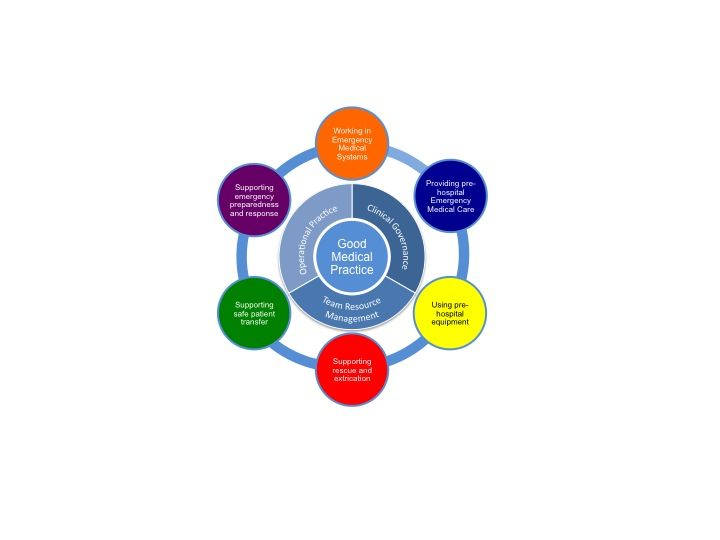 Working in
Emergency
Medical
Systems
Providing pre-
hospital
Emergency
Medical Care
Using pre-
hospital
equipment
Supporting
rescue and
extrication
Supporting
safe patient
transfer
Supporting
emergency
preparedness
and response
Operational Practice
Clinical Governance
Team Resource
Management
Good
Medical
Practice